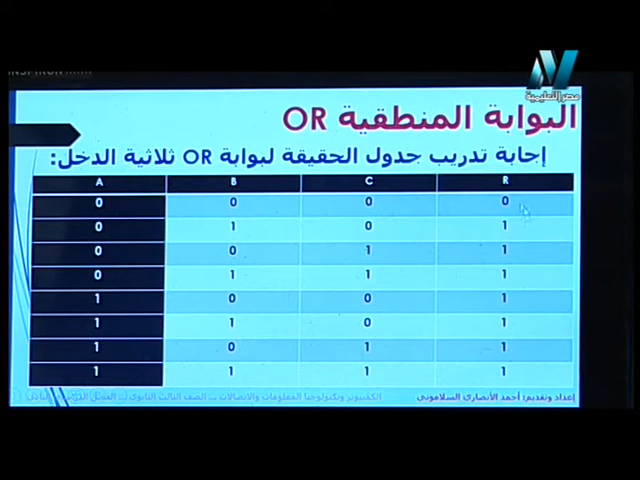 مصر التعليمية
البوابة المنطقية OR
إجابة تدريب جدول الحقيقة لبوابة OR ثلاثية الدخل:
A B C R
0 0 0 0
0 1 0 1
0 0 1 1
0 1 1 1
1 0 0 1
1 1 0 1
1 0 1 1
1 1 1 1
إعداد وتقديم: أحمد الأنصاري السلاموني
الكمبيوتر وتكنولوجيا المعلومات والاتصالات _ الصف الثالث الثانوي _ الفصل الدراسي الثاني